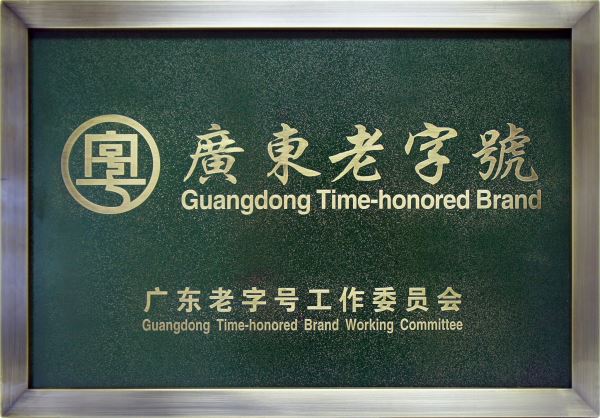 廣東老字號
Guangdong Time-honored Brand
广东老字号工作委员会
Guangdong Time-honored Brand Working Committee